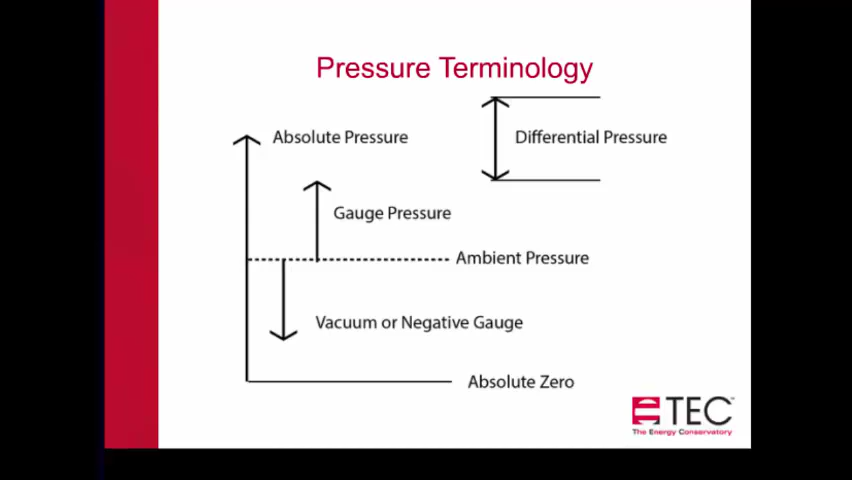 Pressure Terminology
Absolute Pressure
Differential Pressure
Gauge Pressure
Ambient Pressure
Vacuum or Negative Gauge
Absolute Zero
TEC™
The Energy Conservatory